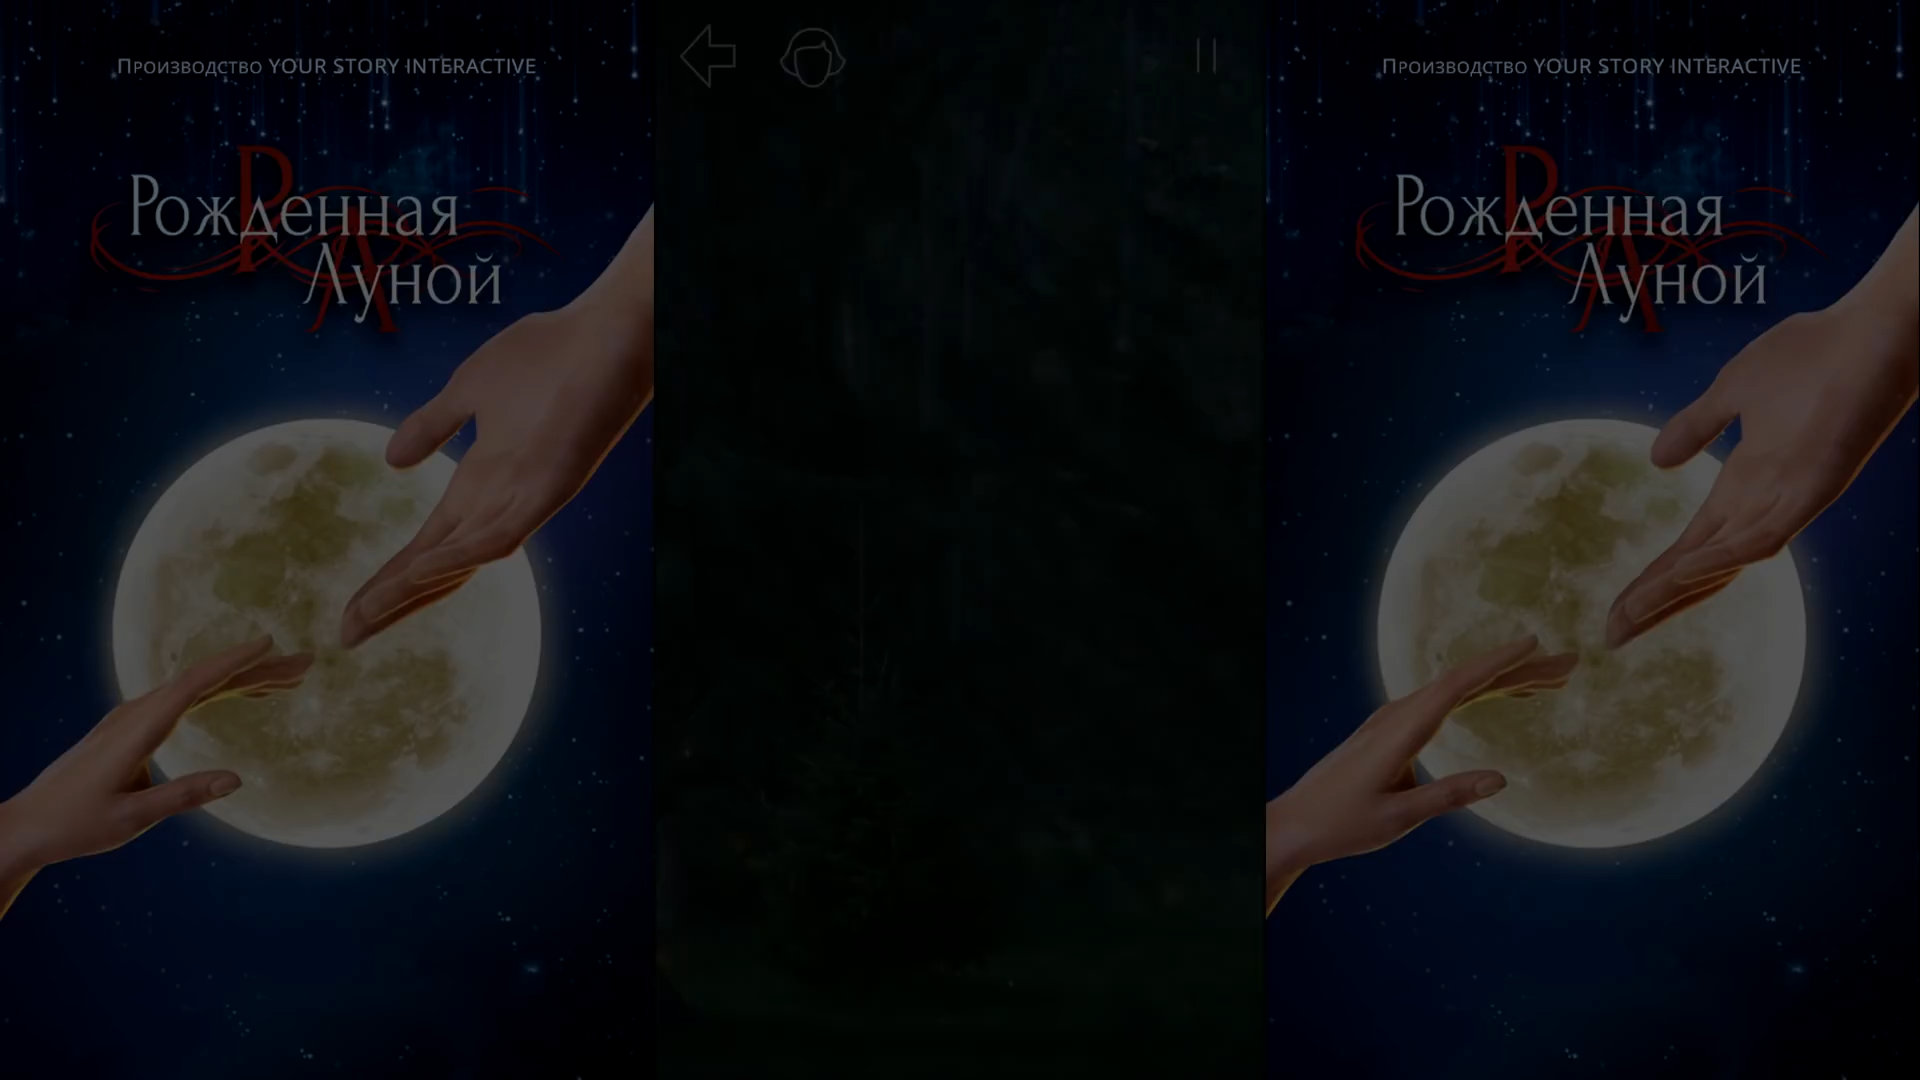 Производство YOUR STORY INTERACTIVE
Рожденная
Луной
Производство YOUR STORY INTERACTIVE
Рожденная
Луной